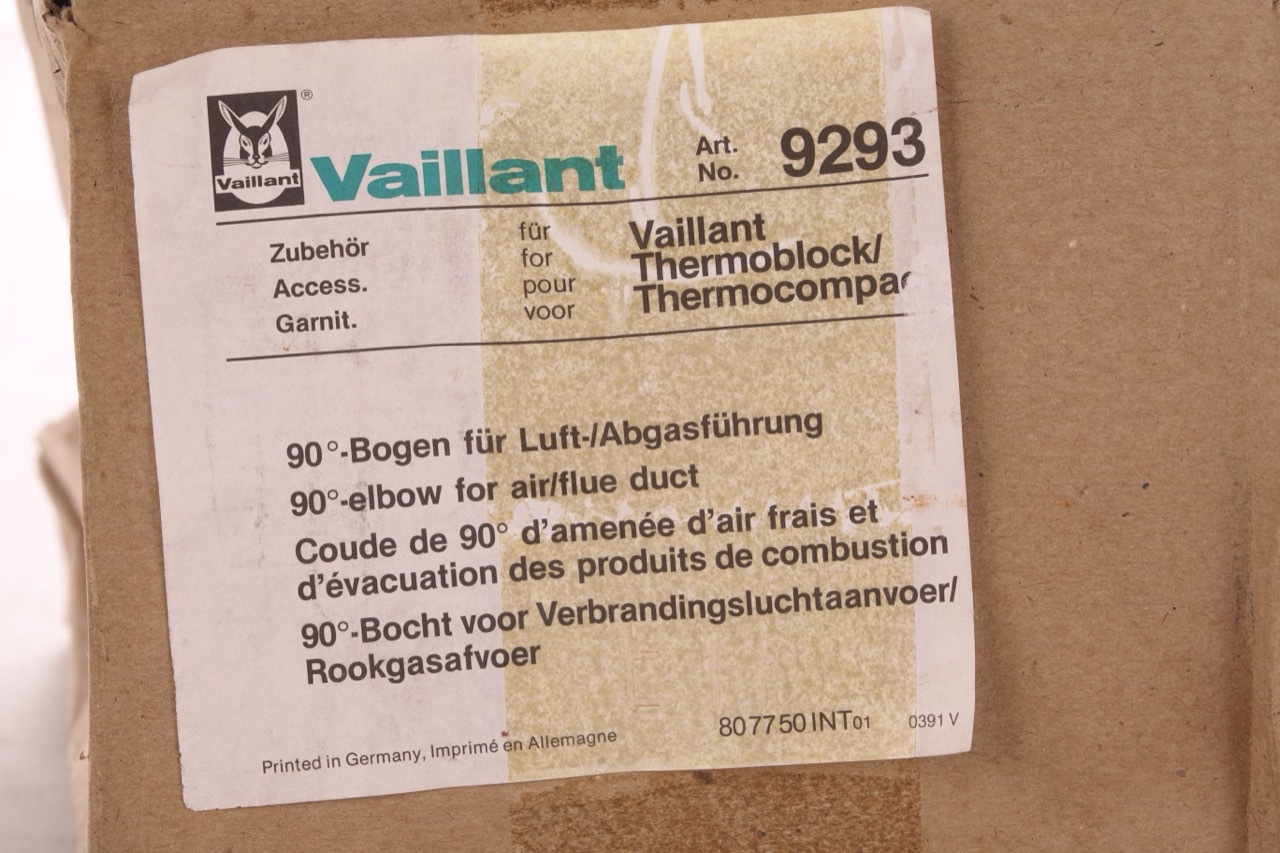 Vaillant
®
Vaillant
Art.
No.
9293
Zubehör
Access.
Garnit.
für
for
pour
voor
Vaillant
Thermoblock/
Thermocompa
90°-Bogen für Luft-/Abgasführung
90°-elbow for air/flue duct
Coude de 90° d'amenée d'air frais et
d'évacuation des produits de combustion
90°-Bocht voor Verbrandingsluchtaanvoer/
Rookgasafvoer
Printed in Germany, Imprimé en Allemagne
807750 INT01
0391 V